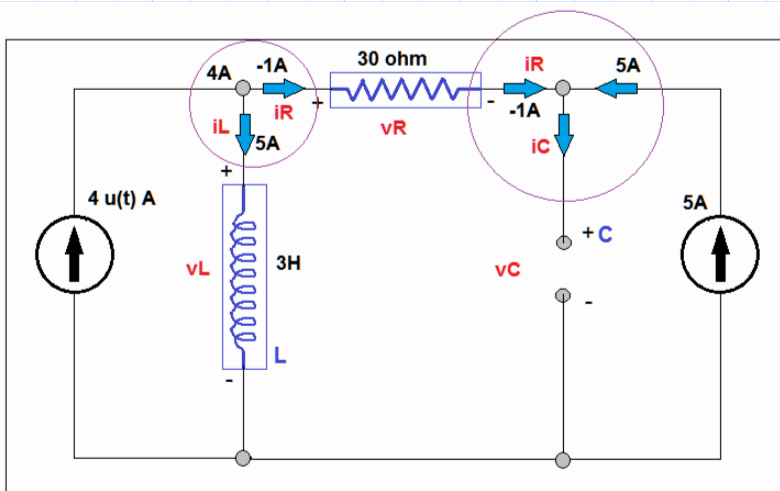 30 ohm
4A
-1A
iR
5A
iR
+
-
-1A
iL
5A
vR
iC
+
4 u(t) A
5A
+ C
vL
3H
vC
-
L
-